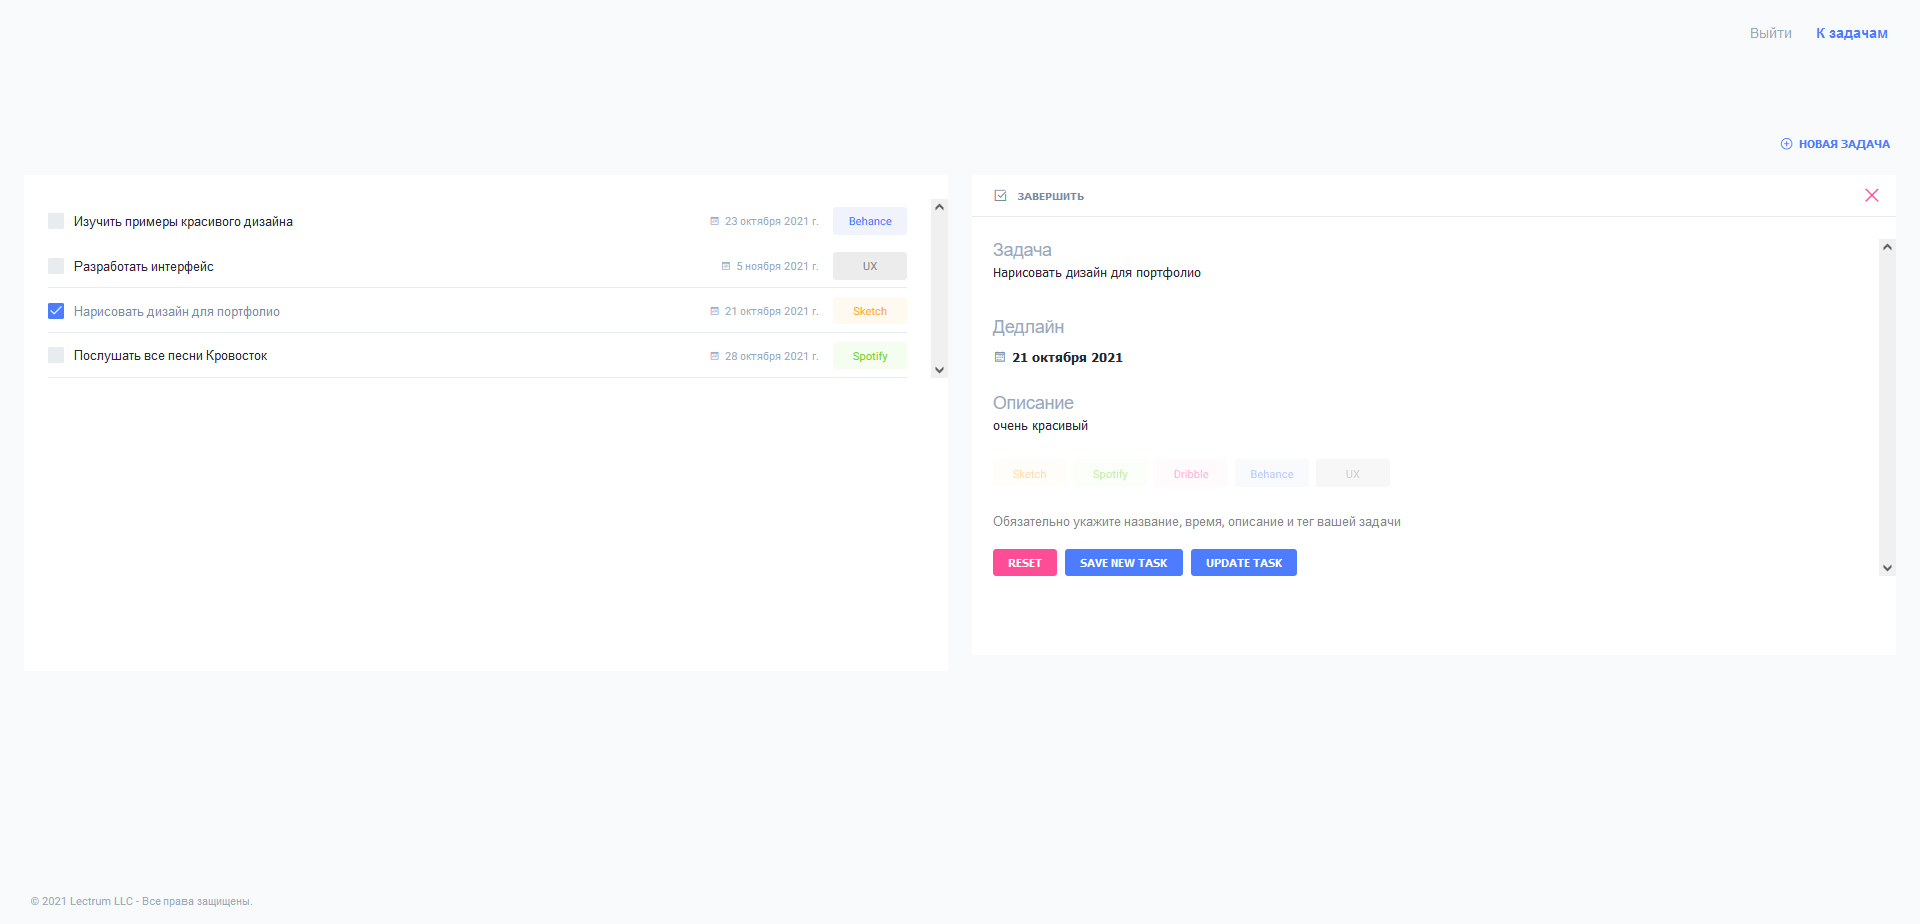 Выйти К задачам
НОВАЯ ЗАДАЧА
Изучить примеры красивого дизайна 23 октября 2021 г. Behance
Разработать интерфейс 5 ноября 2021 г. UX
Нарисовать дизайн для портфолио 21 октября 2021 г. Sketch
Послушать все песни Кровосток 28 октября 2021 г. Spotify
ЗАВЕРШИТЬ
Задача
Нарисовать дизайн для портфолио
Дедлайн
21 октября 2021
Описание
очень красивый
Sketch Spotify Dribble Behance UX
Обязательно укажите название, время, описание и тег вашей задачи
RESET SAVE NEW TASK UPDATE TASK
© 2021 Lectrum LLC - Все права защищены.